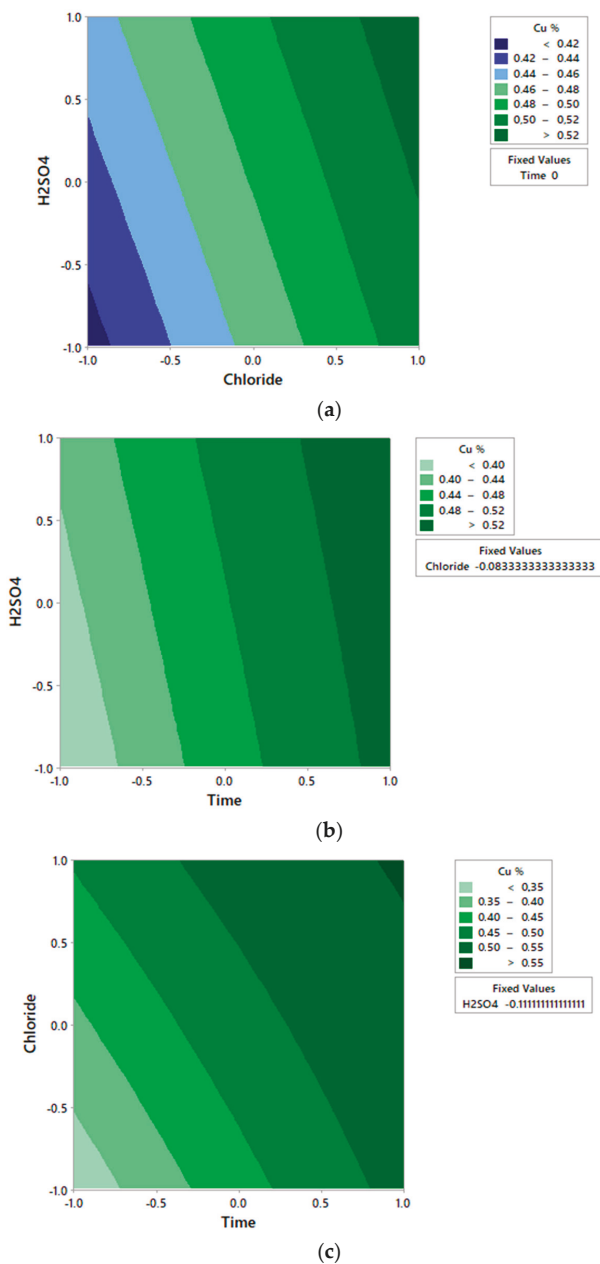 1.0
0.5
0.0
-0.5
-1.0
H2SO4
-1.0 -0.5 0.0 0.5 1.0
Chloride
Cu %
< 0.42
0.42 – 0.44
0.44 – 0.46
0.46 – 0.48
0.48 – 0.50
0.50 – 0.52
> 0.52
Fixed Values
Time 0
(a)
1.0
0.5
0.0
-0.5
-1.0
H2SO4
-1.0 -0.5 0.0 0.5 1.0
Time
Cu %
< 0.40
0.40 – 0.44
0.44 – 0.48
0.48 – 0.52
> 0.52
Fixed Values
Chloride -0.0833333333333333
(b)
1.0
0.5
0.0
-0.5
-1.0
Chloride
-1.0 -0.5 0.0 0.5 1.0
Time
Cu %
< 0,35
0.35 – 0.40
0.40 – 0.45
0.45 – 0.50
0.50 – 0.55
> 0.55
Fixed Values
H2SO4 -0.111111111111111
(c)